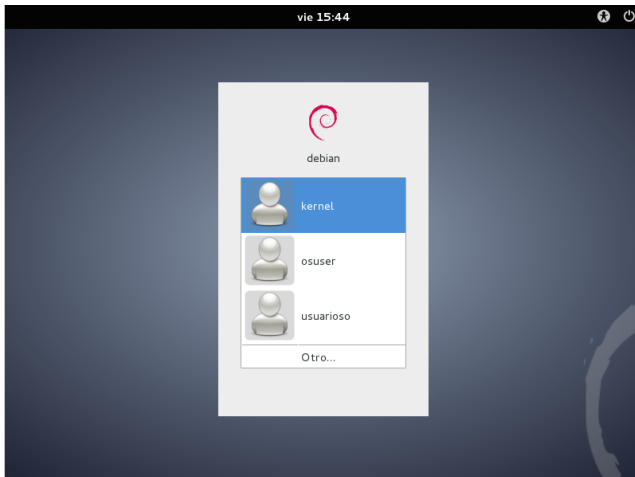 vie 15:44
debian
kernel
osuser
usuarioso
Otro...